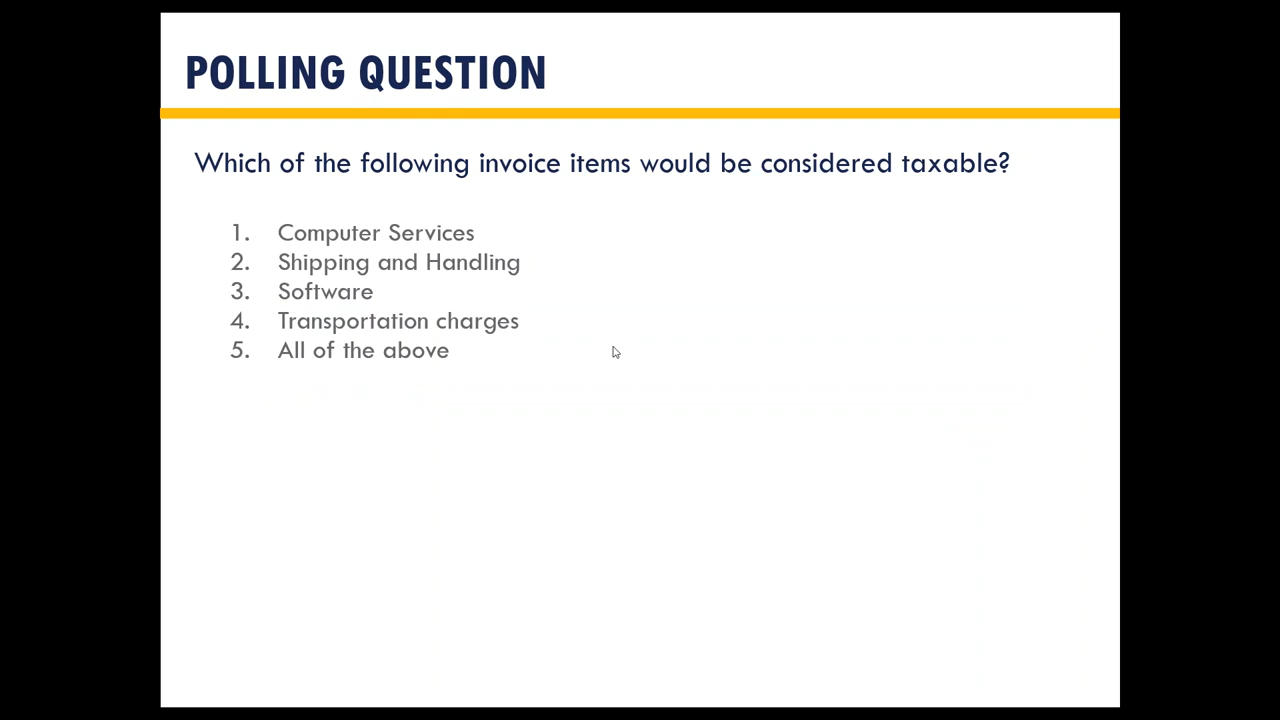 POLLING QUESTION
Which of the following invoice items would be considered taxable?
1. Computer Services
2. Shipping and Handling
3. Software
4. Transportation charges
5. All of the above